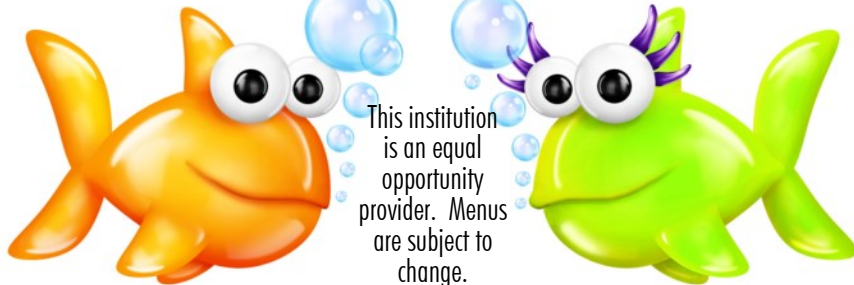 This institution
is an equal
opportunity
provider.  Menus
are subject to
change.